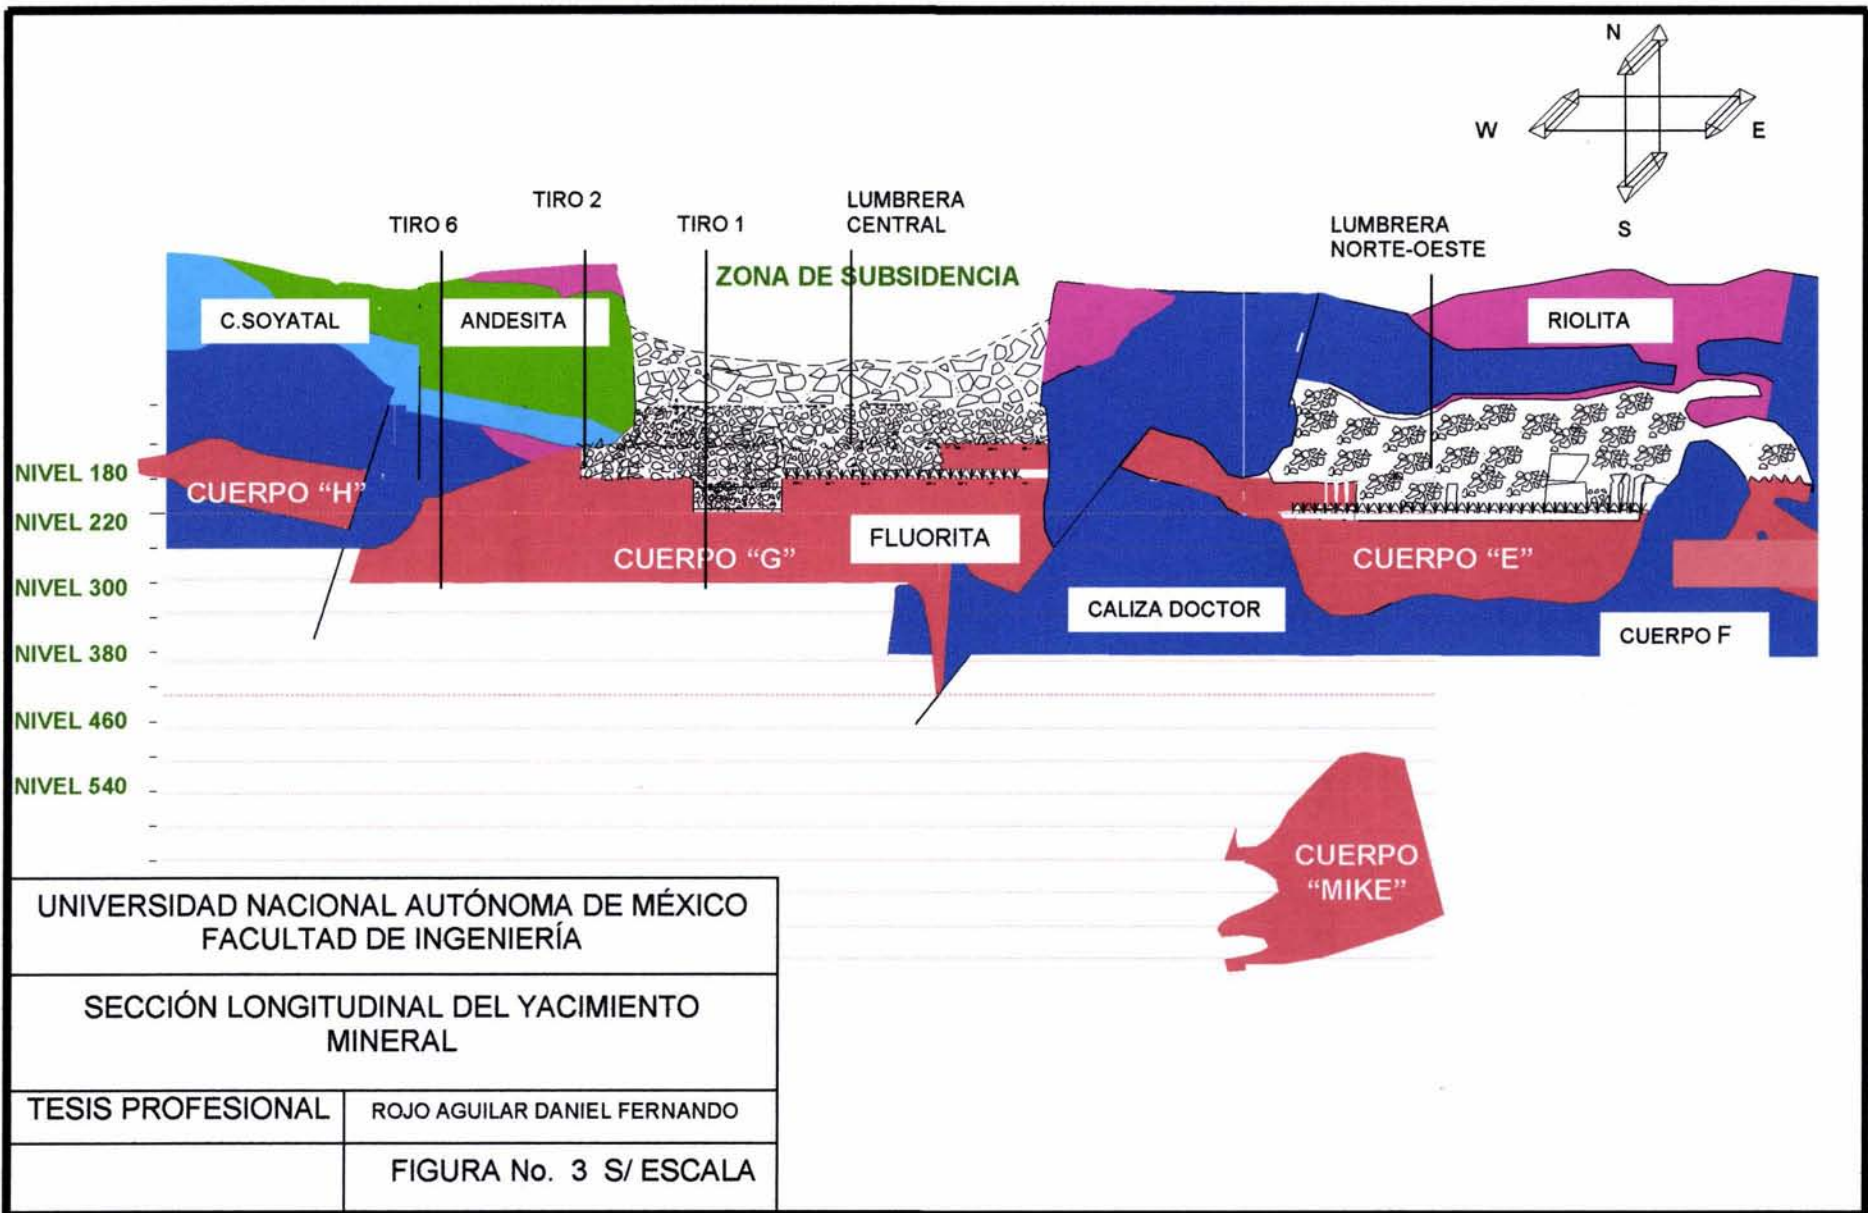 N
W
E
S
TIRO 6
TIRO 2
TIRO 1
LUMBRERA
CENTRAL
LUMBRERA
NORTE-OESTE
ZONA DE SUBSIDENCIA
C.SOYATAL
ANDESITA
RIOLITA
NIVEL 180
NIVEL 220
NIVEL 300
NIVEL 380
NIVEL 460
NIVEL 540
CUERPO “H”
CUERPO “G”
FLUORITA
CUERPO “E”
CALIZA DOCTOR
CUERPO F
CUERPO
“MIKE”
UNIVERSIDAD NACIONAL AUTÓNOMA DE MÉXICO
FACULTAD DE INGENIERÍA
SECCIÓN LONGITUDINAL DEL YACIMIENTO
MINERAL
TESIS PROFESIONAL
ROJO AGUILAR DANIEL FERNANDO
FIGURA No. 3 S/ ESCALA